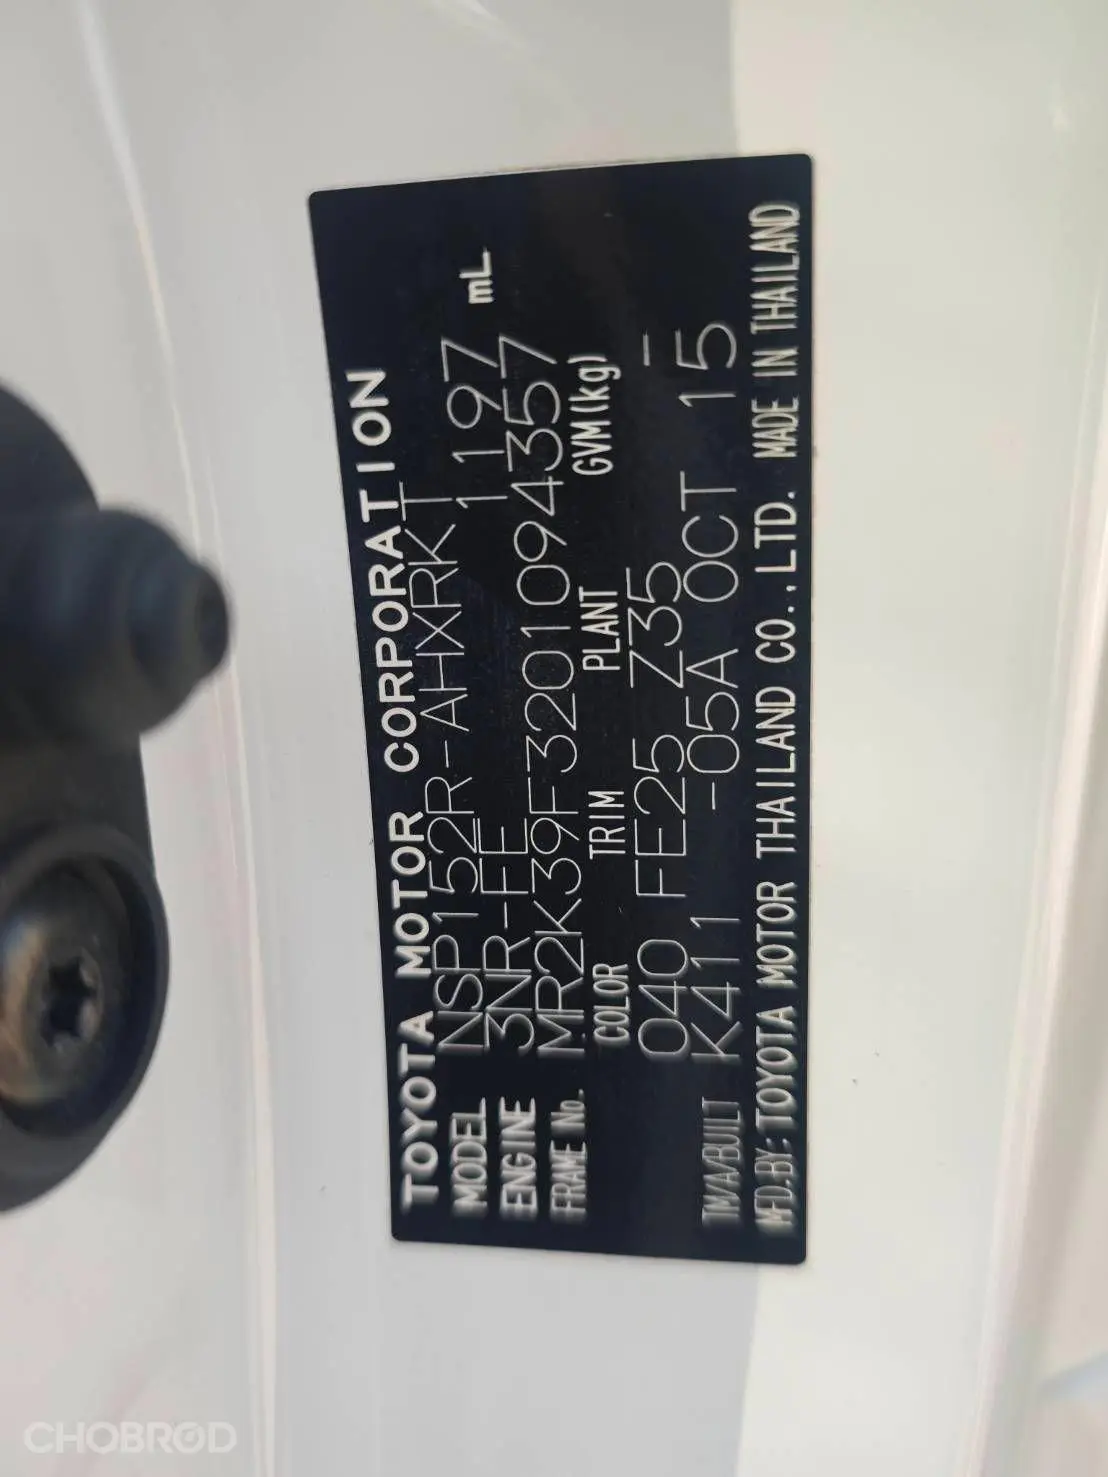 TOYOTA MOTOR CORPORATION
MODEL NSP152R-AHXRKT
ENGINE 3NR-FE 1197 mL
FRAME No. MR2K39F3201094357
COLOR TRIM PLANT GVM(kg)
040 FE25 Z35 -
TM/A/BUILT K411 -05A OCT 15
MFD.BY: TOYOTA MOTOR THAILAND CO.,LTD. MADE IN THAILAND
CHOBROD